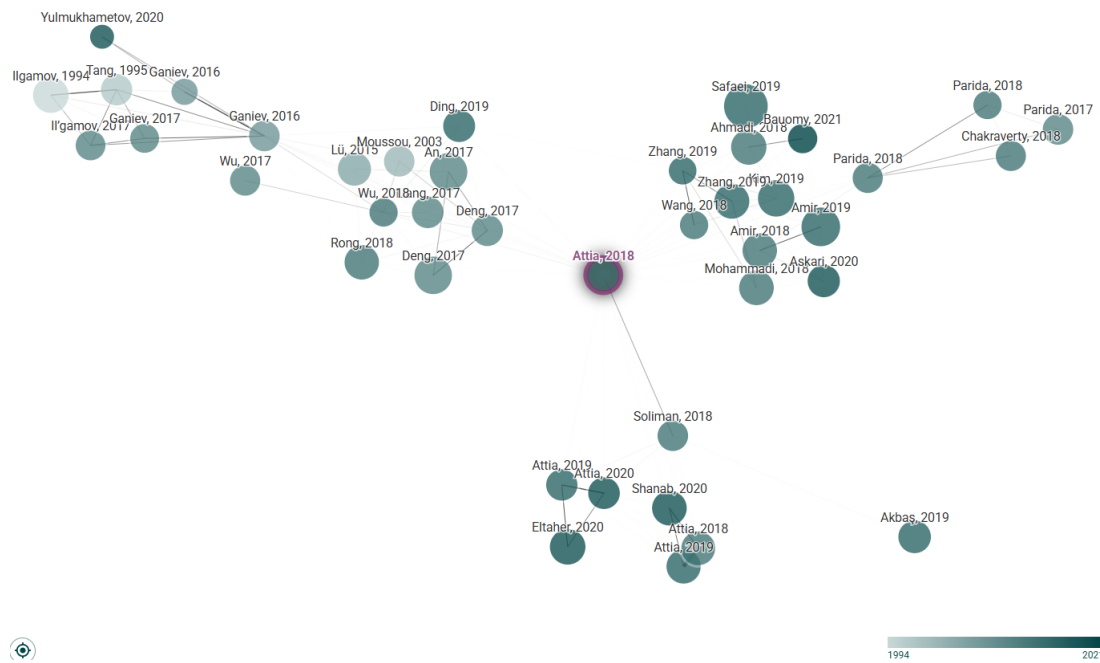 Yulmukhametov, 2020
Ilgamov, 1994
Tang, 1995
Ganiev, 2016
Il'gamov, 2017
Ganiev, 2017
Ganiev, 2016
Wu, 2017
Ding, 2019
Moussou, 2003
Lü, 2015
An, 2017
Wu, 2018
2017
Deng, 2017
Rong, 2018
Deng, 2017
Attia, 2018
Safaei, 2019
Ahmadi, 2018
Bauomy, 2021
Zhang, 2019
Zhang, 2019
2019
Wang, 2018
Amir, 2019
Amir, 2018
Mohammadi, 2018
Askari, 2020
Parida, 2018
Parida, 2017
Chakraverty, 2018
Parida, 2018
Soliman, 2018
Attia, 2019
Attia, 2020
Shanab, 2020
Eltaher, 2020
Attia, 2018
Attia, 2019
Akbaş, 2019
1994